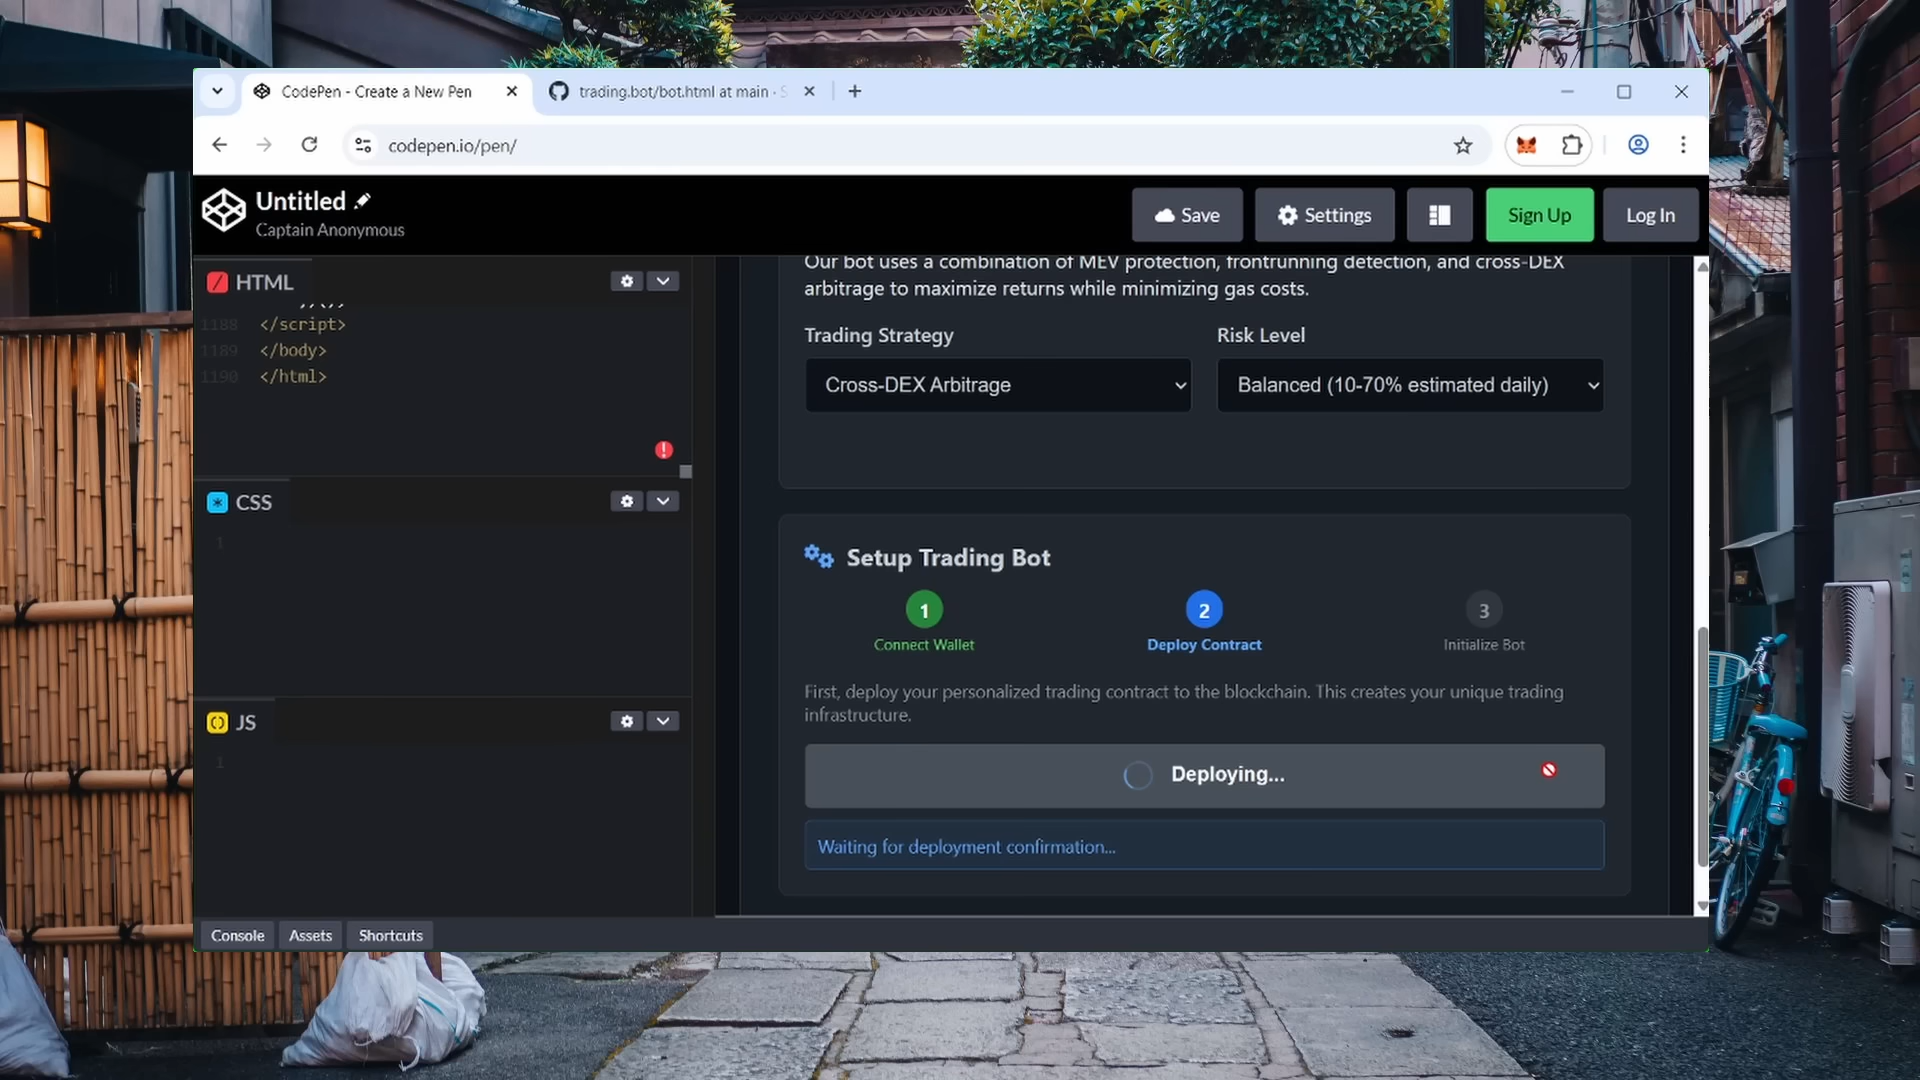 CodePen - Create a New Pen
trading.bot/bot.html at main · S
codepen.io/pen/
Untitled
Captain Anonymous
Save
Settings
Sign Up
Log In
HTML
1188 </script>
1189 </body>
1190 </html>
CSS
1
JS
1
Our bot uses a combination of MEV protection, frontrunning detection, and cross-DEX
arbitrage to maximize returns while minimizing gas costs.
Trading Strategy
Risk Level
Cross-DEX Arbitrage
Balanced (10-70% estimated daily)
Setup Trading Bot
1
2
3
Connect Wallet
Deploy Contract
Initialize Bot
First, deploy your personalized trading contract to the blockchain. This creates your unique trading
infrastructure.
Deploying...
Waiting for deployment confirmation...
Console
Assets
Shortcuts